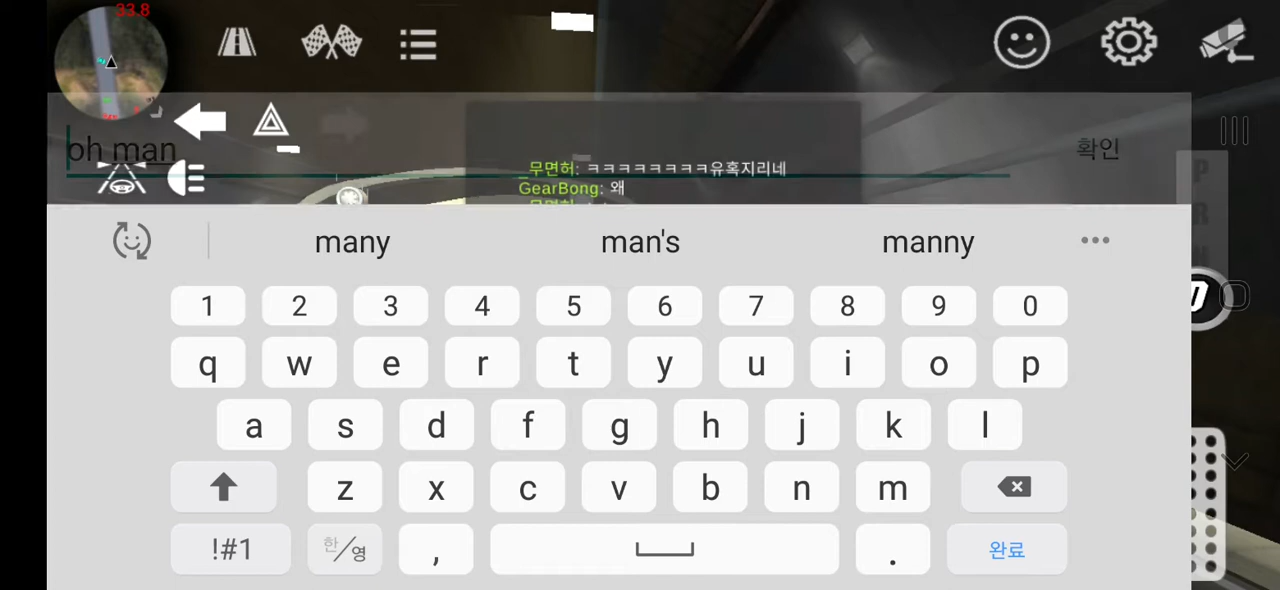 33.8
oh man
확인
_무면허: ㅋㅋㅋㅋㅋㅋㅋㅋ유혹지리네
GearBong: 왜
P
R
many man's manny
1 2 3 4 5 6 7 8 9 0
q w e r t y u i o p
a s d f g h j k l
z x c v b n m
!#1 한/영 , . 완료